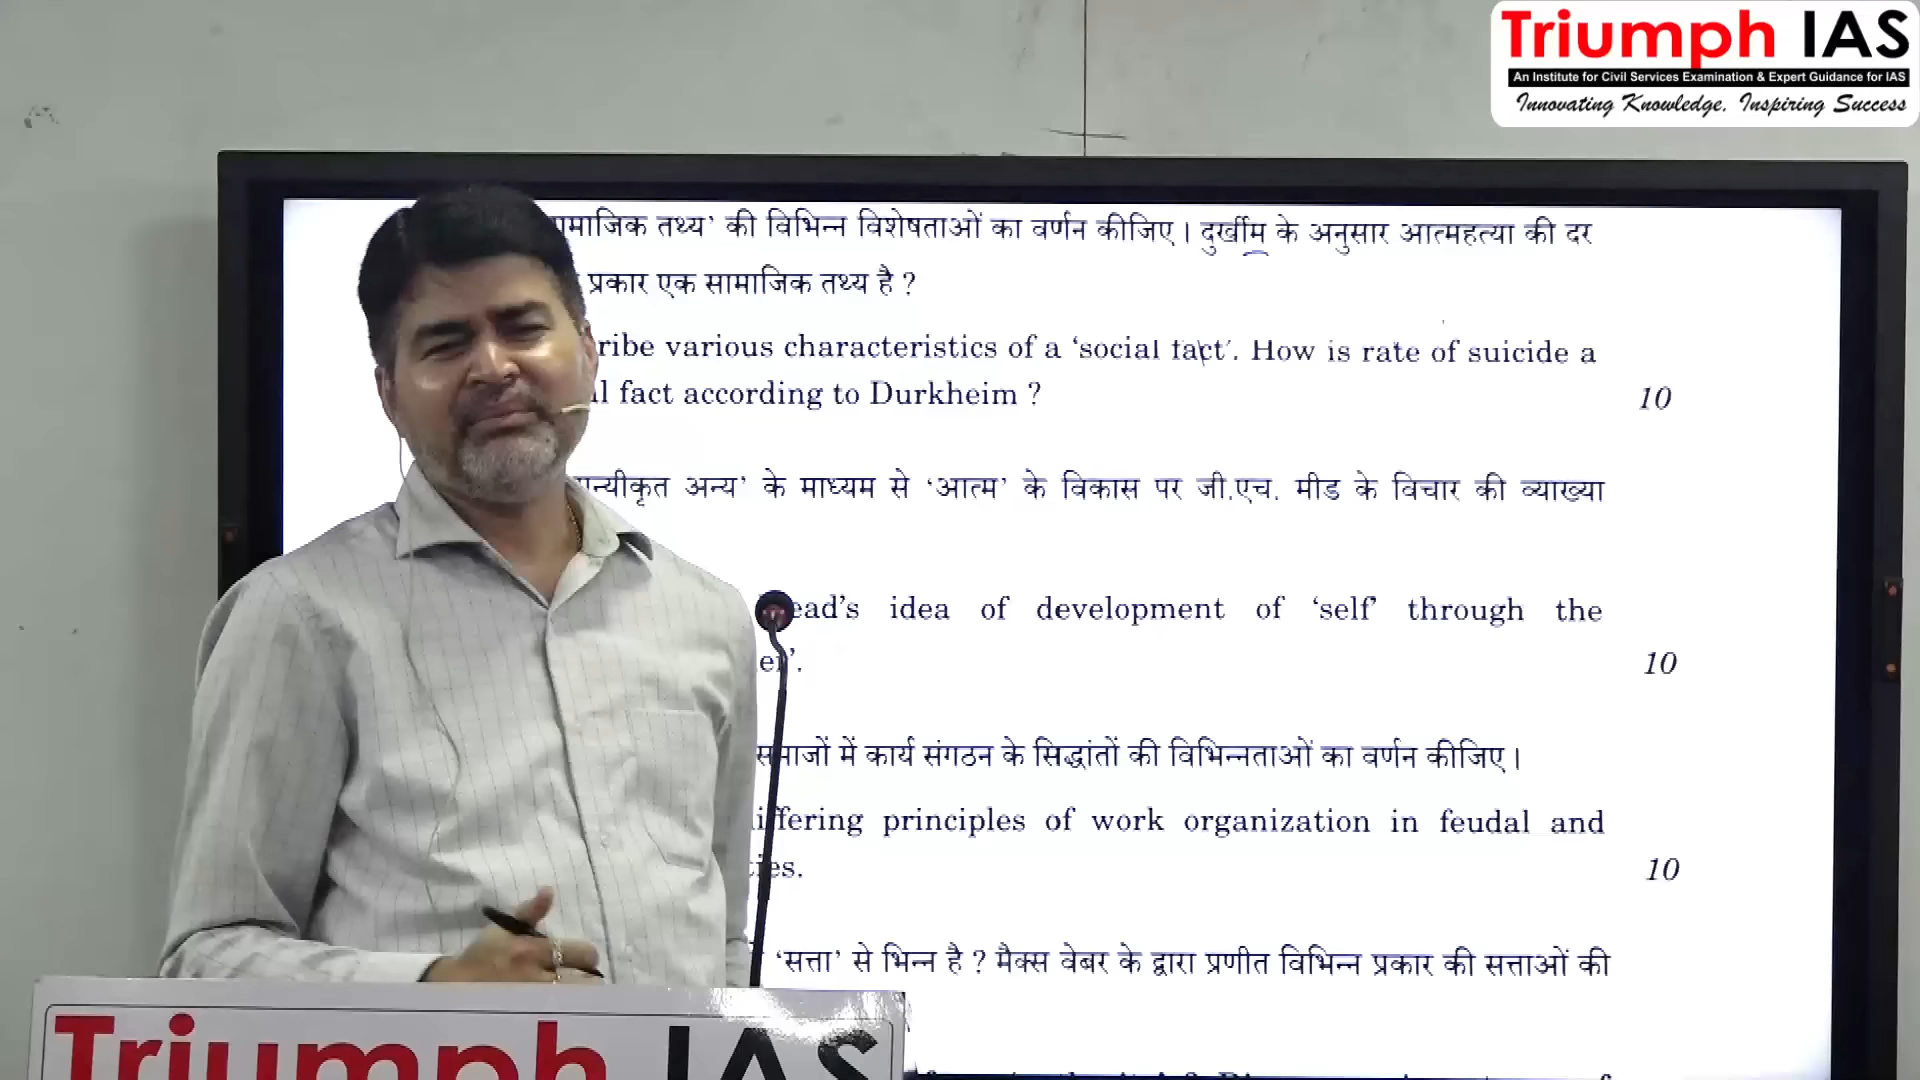 Triumph IAS
An Institute for Civil Services Examination & Expert Guidance for IAS
Innovating Knowledge, Inspiring Success
तथ्य’ की विभिन्न विशेषताओं का वर्णन कीजिए। दुर्खीम के अनुसार आत्महत्या की दर
प्रकार एक सामाजिक तथ्य है ?
ribe various characteristics of a ‘social fact’. How is rate of suicide a
fact according to Durkheim ?
10
अन्य’ के माध्यम से ‘आत्म’ के विकास पर जी.एच. मीड के विचार की व्याख्या
ead’s idea of development of ‘self’ through the
er’.
10
समाजों में कार्य संगठन के सिद्धांतों की विभिन्नताओं का वर्णन कीजिए।
iffering principles of work organization in feudal and
ties.
10
‘सत्ता’ से भिन्न है ? मैक्स वेबर के द्वारा प्रणीत विभिन्न प्रकार की सत्ताओं की
Triumph IAS